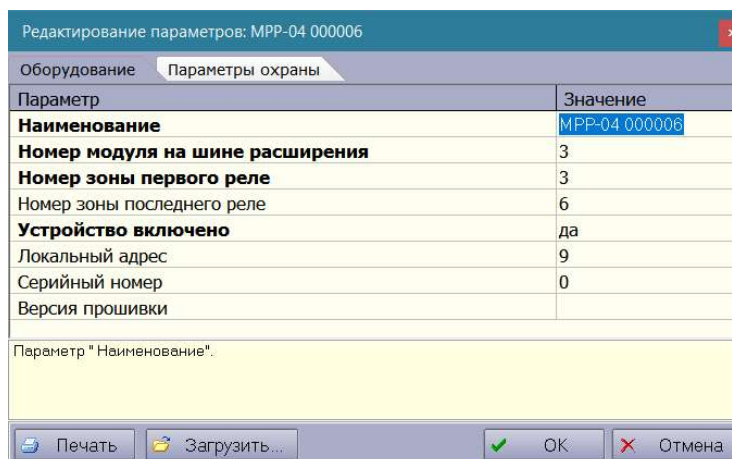 Редактирование параметров: МРР-04 000006
Оборудование Параметры охраны
Параметр Значение
Наименование МРР-04 000006
Номер модуля на шине расширения 3
Номер зоны первого реле 3
Номер зоны последнего реле 6
Устройство включено да
Локальный адрес 9
Серийный номер 0
Версия прошивки
Параметр " Наименование".
Печать Загрузить... ОК Отмена